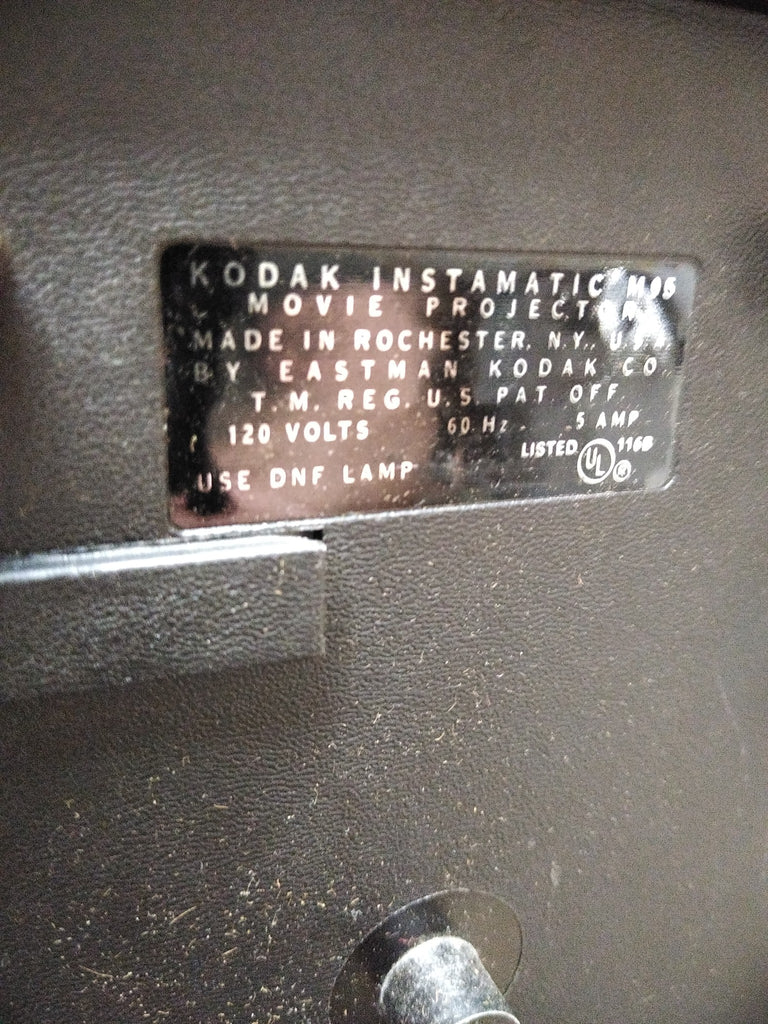 KODAK INSTAMATIC M95
MOVIE PROJECTOR
MADE IN ROCHESTER, N.Y., U.S.A.
BY EASTMAN KODAK CO.
T.M. REG. U.S. PAT. OFF.
120 VOLTS 60 Hz - 5 AMP
LISTED UL ® 116B
USE DNF LAMP